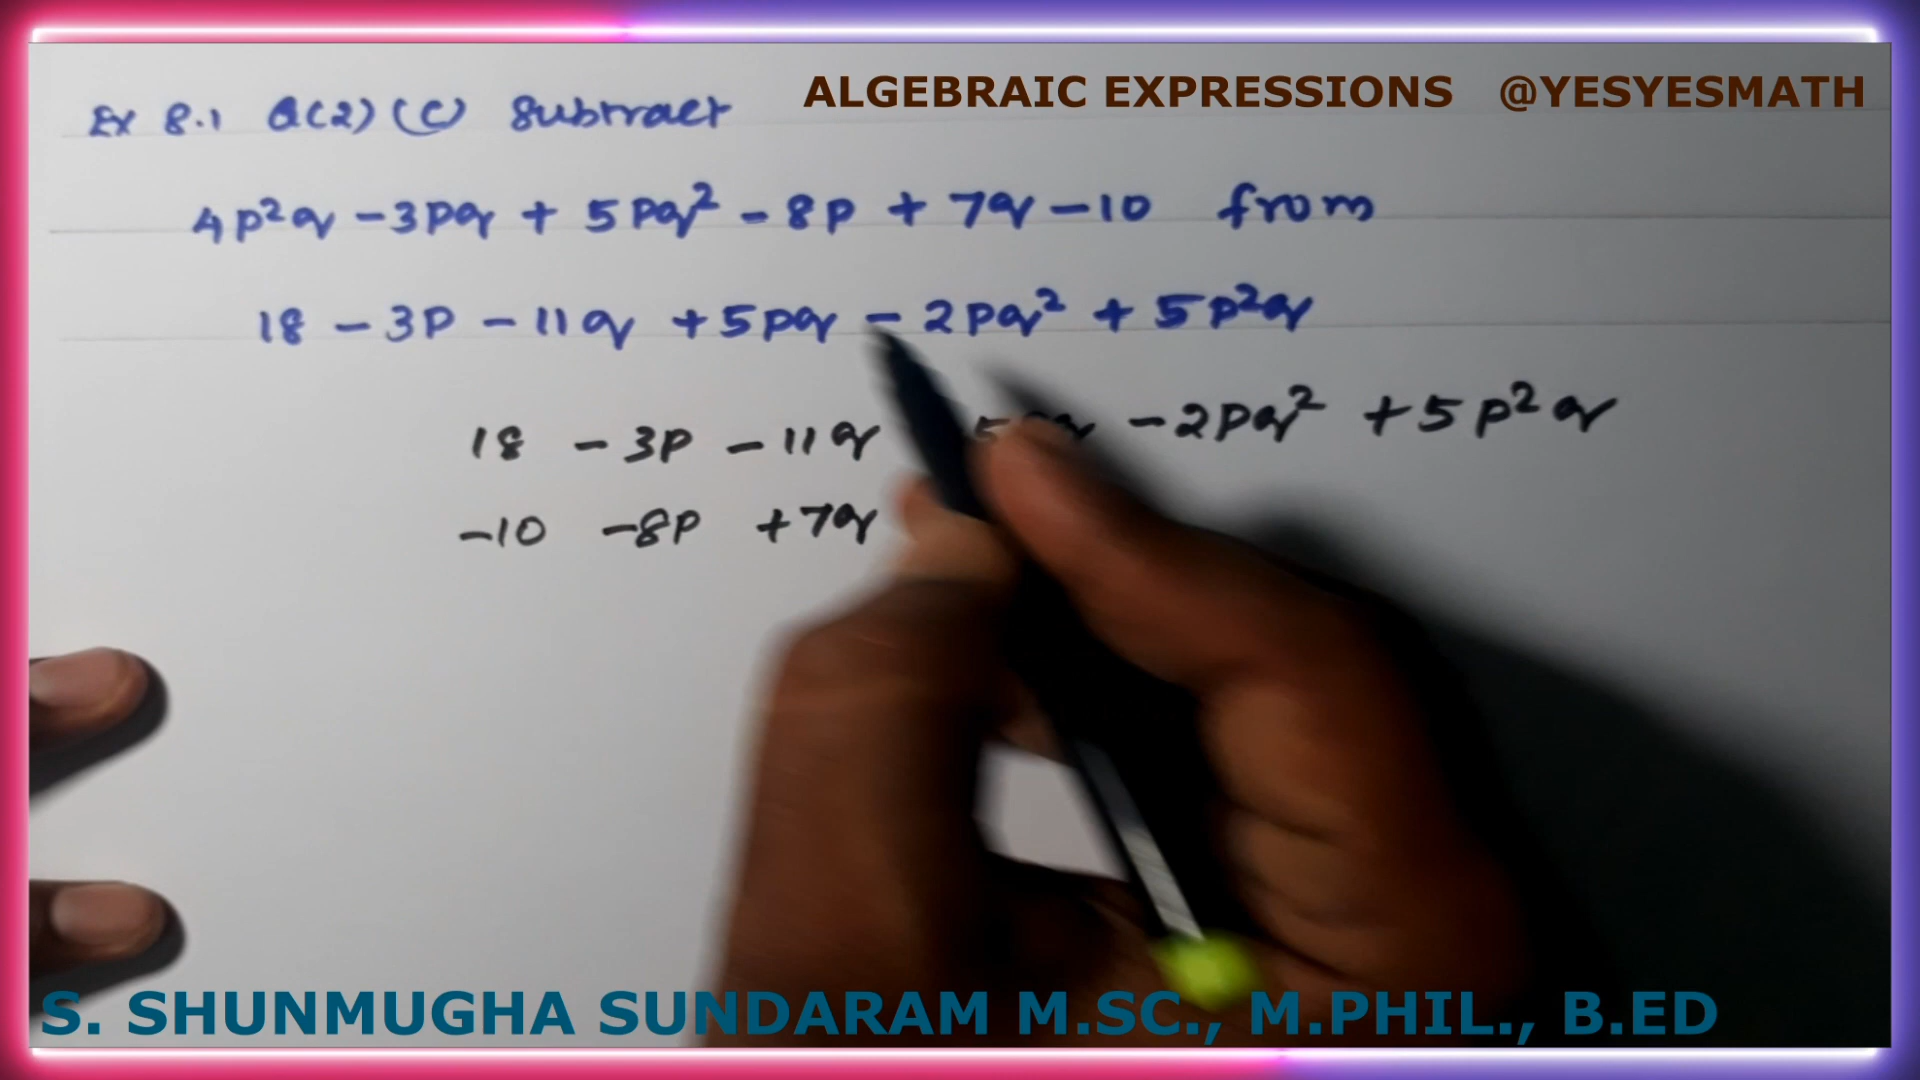 ALGEBRAIC EXPRESSIONS @YESYESMATH
Ex 8.1 Q(2) (C) Subtract
4p²q - 3pq + 5pq² - 8p + 7q - 10 from
18 - 3p - 11q + 5pq - 2pq² + 5p²q
18 - 3p - 11q 5 - 2pq² + 5p²q
-10 -8p +7q
S. SHUNMUGHA SUNDARAM M.SC., M.PHIL., B.ED